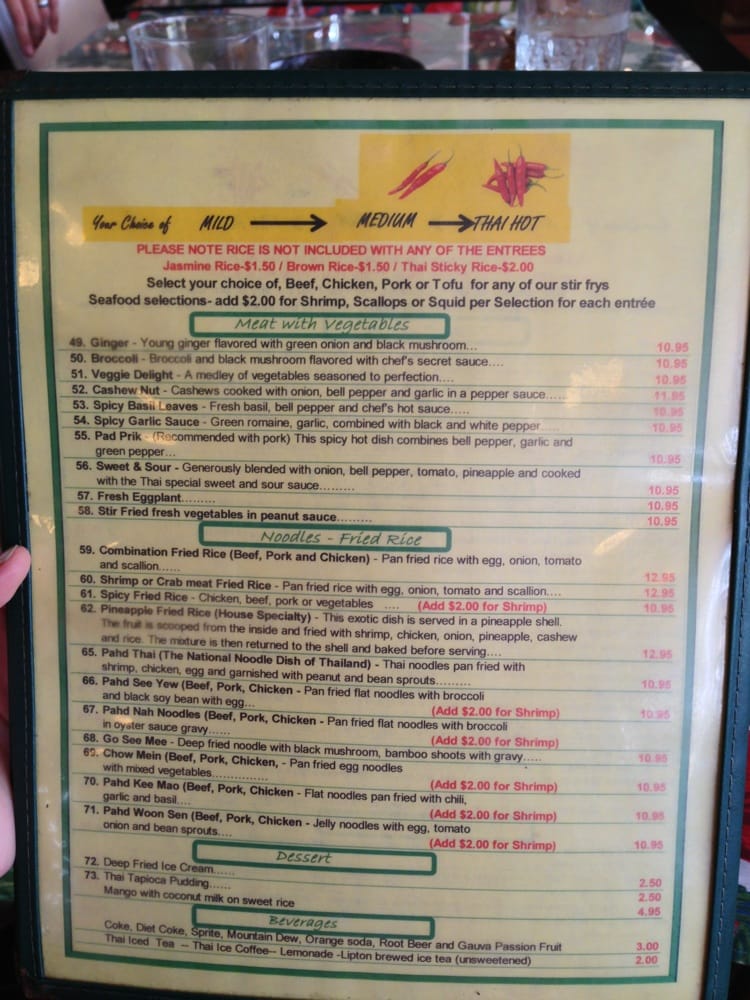 Your Choice of MILD MEDIUM THAI HOT
PLEASE NOTE RICE IS NOT INCLUDED WITH ANY OF THE ENTREES
Jasmine Rice-$1.50 / Brown Rice-$1.50 / Thai Sticky Rice-$2.00
Select your choice of, Beef, Chicken, Pork or Tofu for any of our stir frys
Seafood selections- add $2.00 for Shrimp, Scallops or Squid per Selection for each entrée
Meat with Vegetables
49. Ginger - Young ginger flavored with green onion and black mushroom... 10.95
50. Broccoli - Broccoli and black mushroom flavored with chef's secret sauce.... 10.95
51. Veggie Delight - A medley of vegetables seasoned to perfection.... 10.95
52. Cashew Nut - Cashews cooked with onion, bell pepper and garlic in a pepper sauce..... 11.95
53. Spicy Basil Leaves - Fresh basil, bell pepper and chef's hot sauce..... 10.95
54. Spicy Garlic Sauce - Green romaine, garlic, combined with black and white pepper..... 10.95
55. Pad Prik - (Recommended with pork) This spicy hot dish combines bell pepper, garlic and
green pepper... 10.95
56. Sweet & Sour - Generously blended with onion, bell pepper, tomato, pineapple and cooked
with the Thai special sweet and sour sauce......... 10.95
57. Fresh Eggplant......... 10.95
58. Stir Fried fresh vegetables in peanut sauce......... 10.95
Noodles - Fried Rice
59. Combination Fried Rice (Beef, Pork and Chicken) - Pan fried rice with egg, onion, tomato
and scallion...... 12.95
60. Shrimp or Crab meat Fried Rice - Pan fried rice with egg, onion, tomato and scallion.... 12.95
61. Spicy Fried Rice - Chicken, beef, pork or vegetables .... (Add $2.00 for Shrimp) 10.95
62. Pineapple Fried Rice (House Specialty) - This exotic dish is served in a pineapple shell.
The fruit is scooped from the inside and fried with shrimp, chicken, onion, pineapple, cashew
and rice. The mixture is then returned to the shell and baked before serving.... 12.95
65. Pahd Thai (The National Noodle Dish of Thailand) - Thai noodles pan fried with
shrimp, chicken, egg and garnished with peanut and bean sprouts......... 10.95
66. Pahd See Yew (Beef, Pork, Chicken - Pan fried flat noodles with broccoli
and black soy bean with egg... (Add $2.00 for Shrimp) 10.95
67. Pahd Nah Noodles (Beef, Pork, Chicken - Pan fried flat noodles with broccoli
in oyster sauce gravy...... (Add $2.00 for Shrimp)
68. Go See Mee - Deep fried noodle with black mushroom, bamboo shoots with gravy..... 10.95
69. Chow Mein (Beef, Pork, Chicken, - Pan fried egg noodles
with mixed vegetables.............. (Add $2.00 for Shrimp) 10.95
70. Pahd Kee Mao (Beef, Pork, Chicken - Flat noodles pan fried with chili,
garlic and basil.... (Add $2.00 for Shrimp) 10.95
71. Pahd Woon Sen (Beef, Pork, Chicken - Jelly noodles with egg, tomato
onion and bean sprouts.... (Add $2.00 for Shrimp) 10.95
Dessert
72. Deep Fried Ice Cream...... 2.50
73. Thai Tapioca Pudding...... 2.50
Mango with coconut milk on sweet rice 4.95
Beverages
Coke, Diet Coke, Sprite, Mountain Dew, Orange soda, Root Beer and Gauva Passion Fruit 3.00
Thai Iced Tea -- Thai Ice Coffee-- Lemonade -Lipton brewed ice tea (unsweetened) 2.00